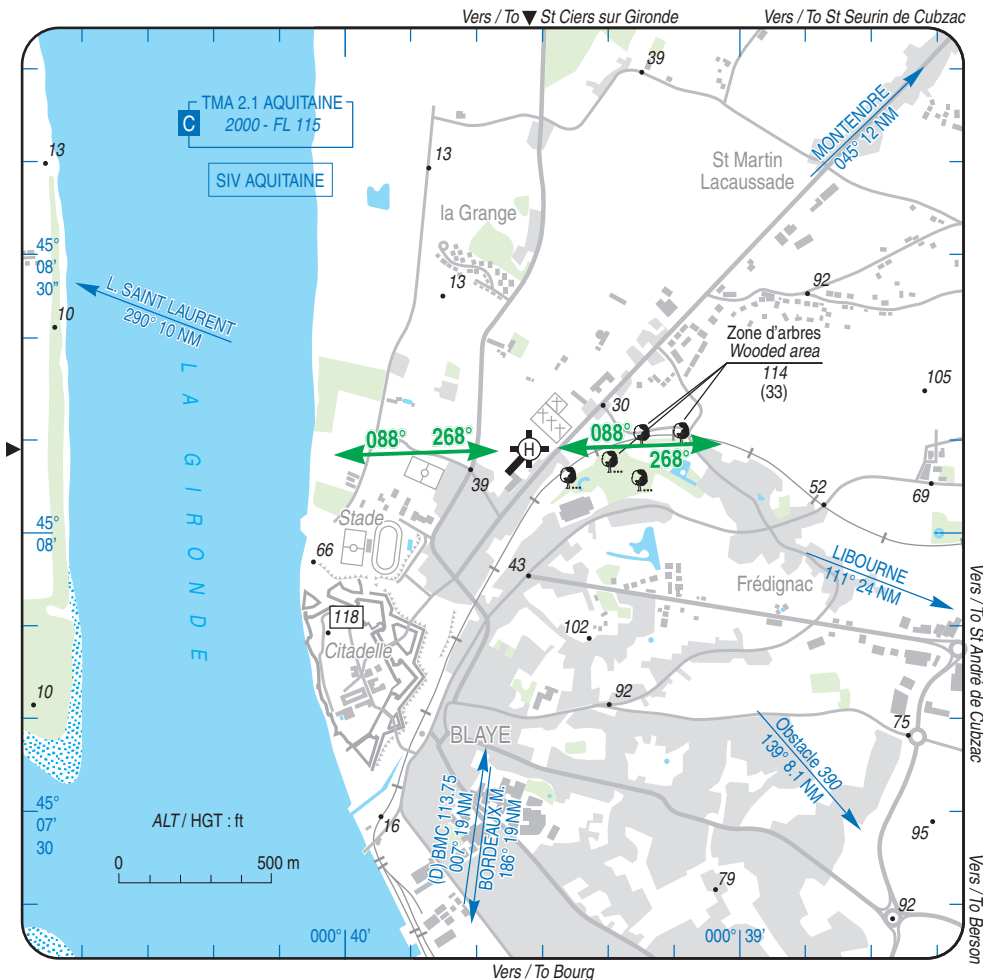 Vers / To ▼ St Ciers sur Gironde
Vers / To St Seurin de Cubzac
39
TMA 2.1 AQUITAINE
C
2000 - FL 115
SIV AQUITAINE
MONTENDRE
045° 12 NM
13
13
St Martin
Lacaussade
la Grange
45°
08'
30"
13
92
10
L. SAINT LAURENT
290° 10 NM
Zone d'arbres
Wooded area
114
(33)
105
30
LA GIRONDE
088° 268°
H
088°
268°
39
69
52
45°
08'
Stade
66
43
LIBOURNE
111° 24 NM
Frédignac
Vers / To St André de Cubzac
118
Citadelle
102
10
92
75
BLAYE
Obstacle 390
139° 8.1 NM
(D) BMC 113.75
007° 19 NM
BORDEAUX M.
186° 19 NM
45°
07'
30
ALT / HGT : ft
16
95
0 500 m
79
92
Vers / To Berson
000° 40'
000° 39'
Vers / To Bourg